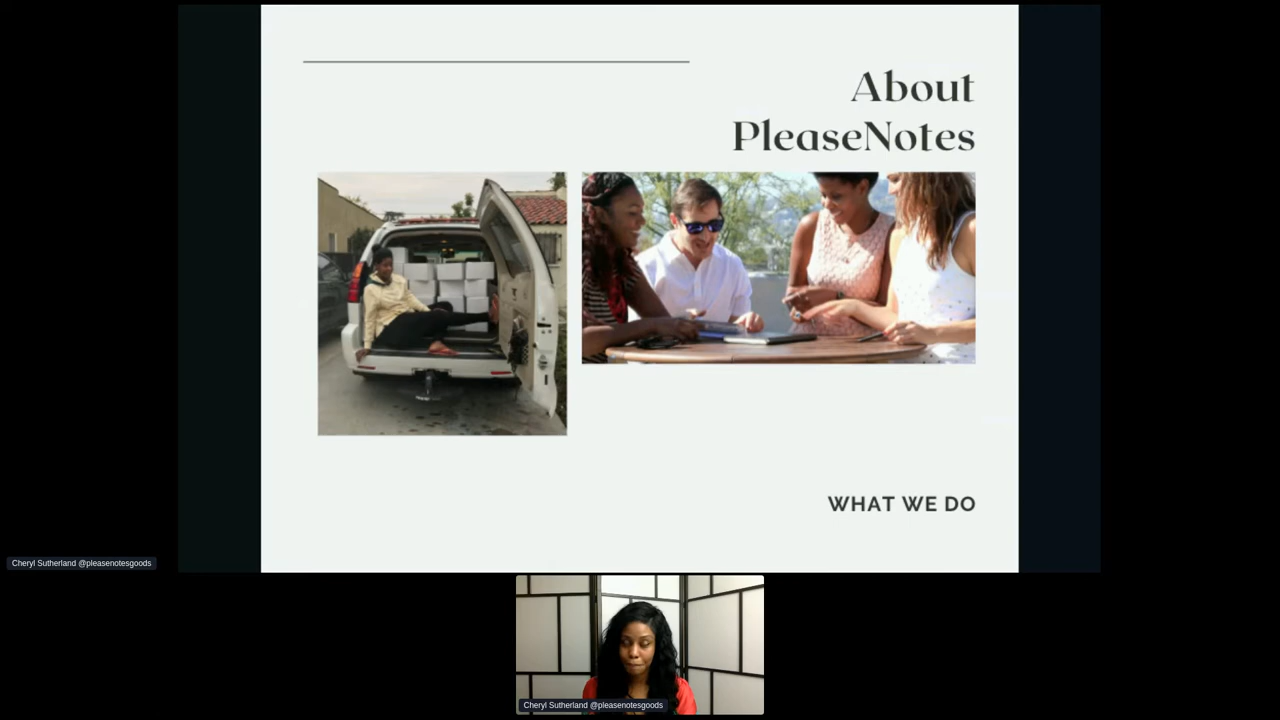 About
PleaseNotes
WHAT WE DO
Cheryl Sutherland @pleasenotesgoods
Cheryl Sutherland @pleasenotesgoods